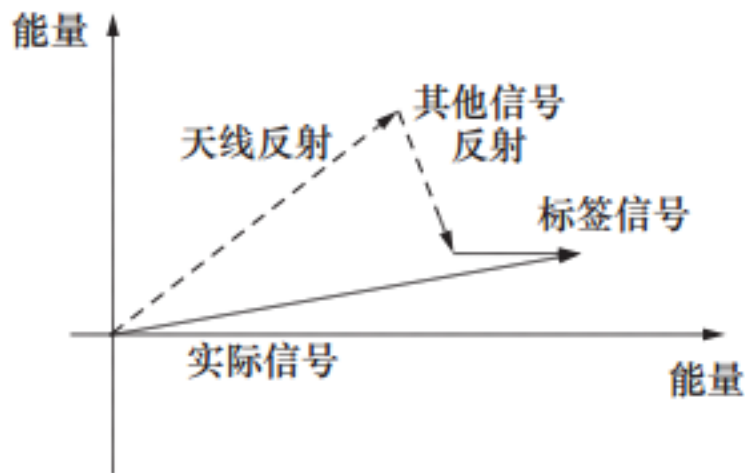 能量
其他信号
反射
天线反射
标签信号
实际信号
能量